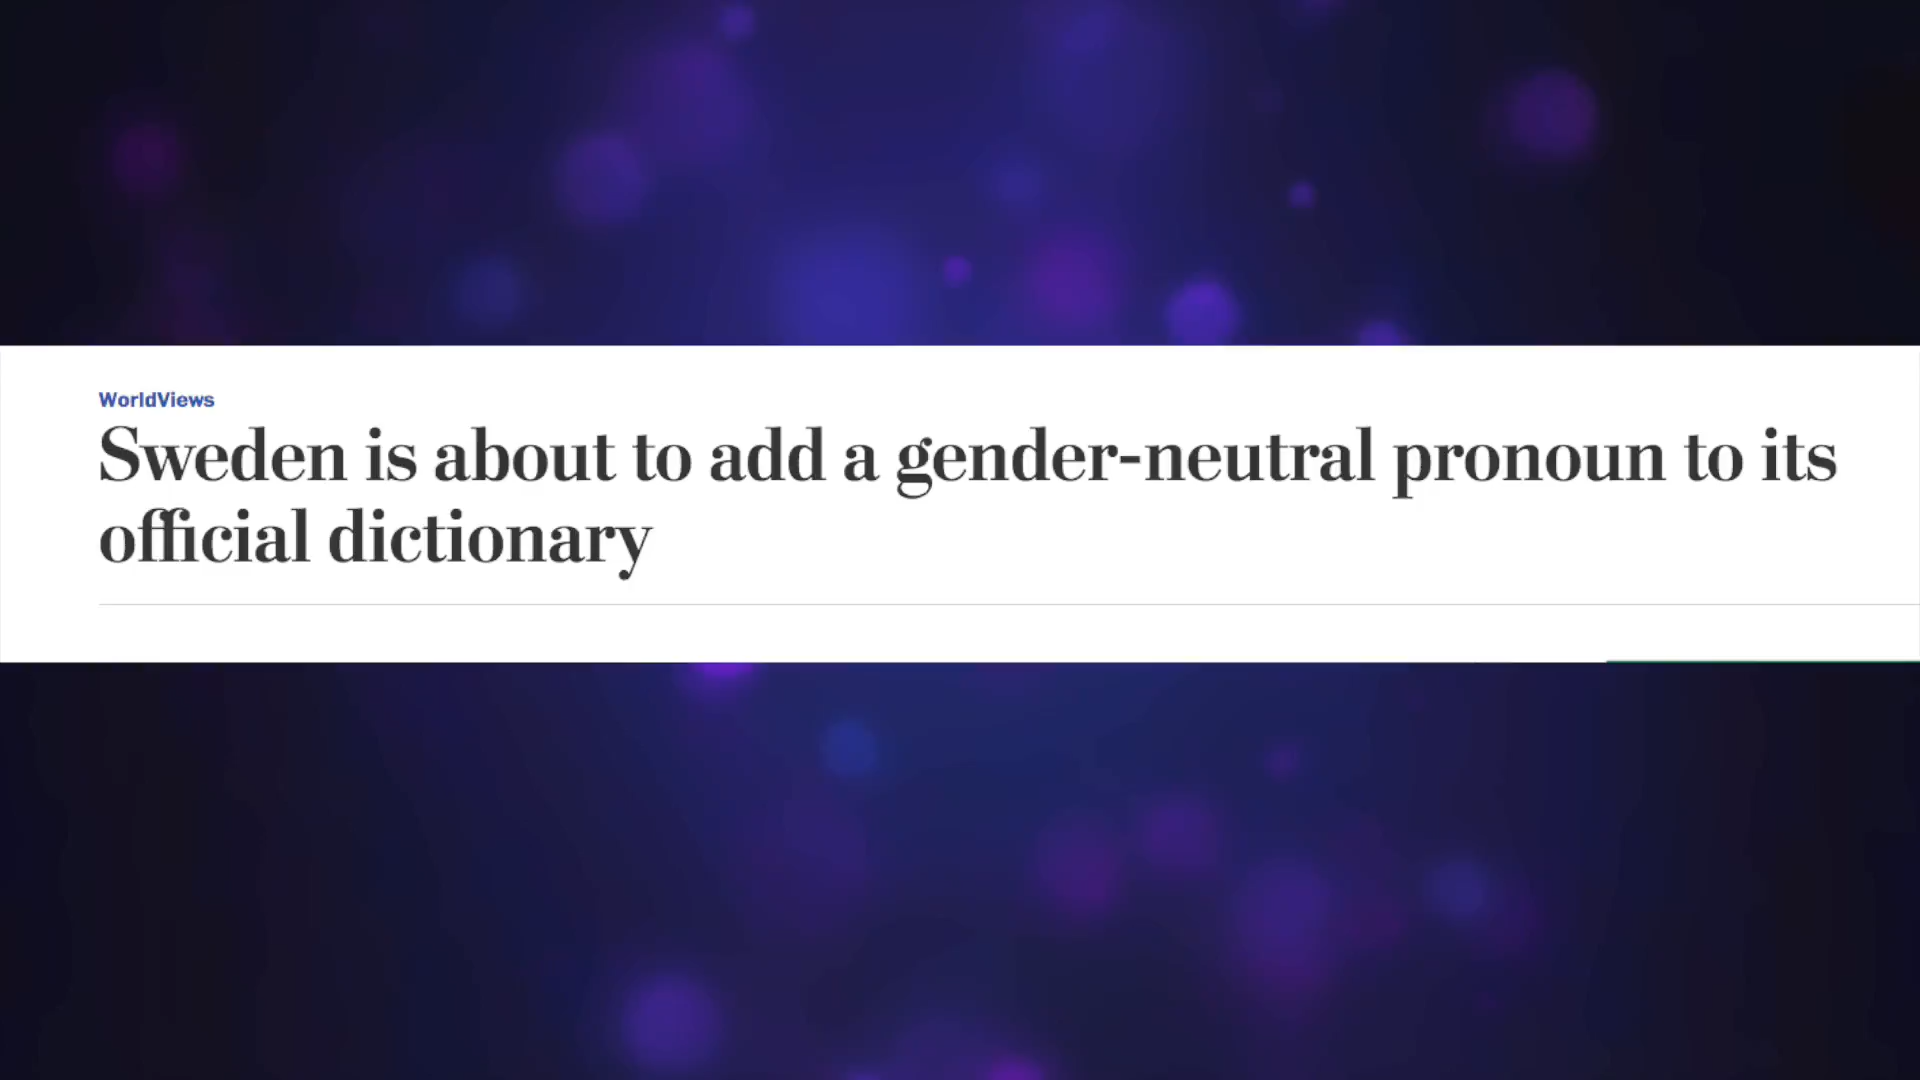 WorldViews
Sweden is about to add a gender-neutral pronoun to its
official dictionary